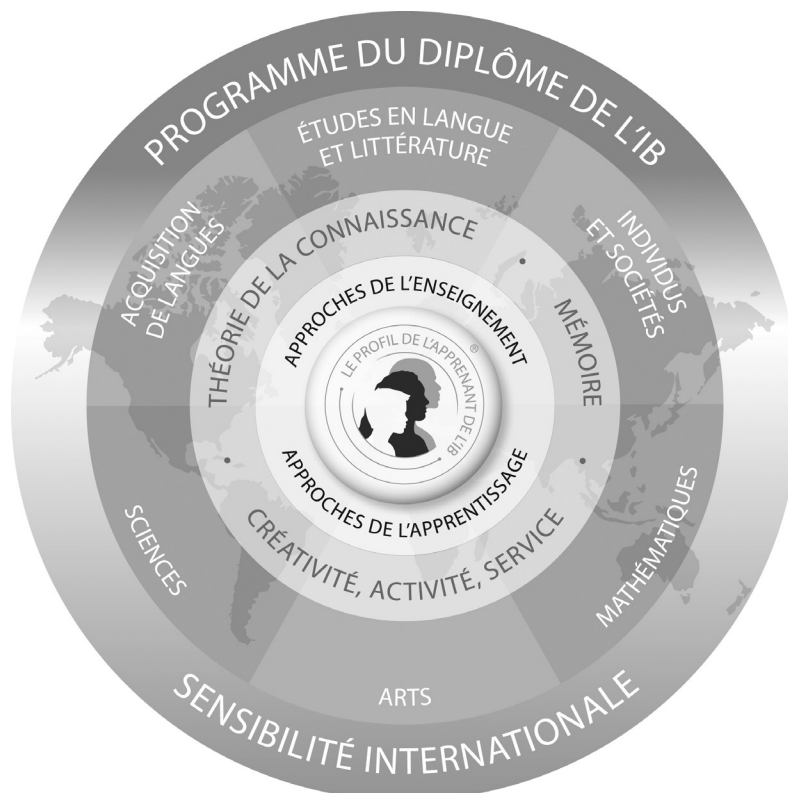 PROGRAMME DU DIPLÔME DE L'IB
ÉTUDES EN LANGUE
ET LITTÉRATURE
ACQUISITION
DE LANGUES
INDIVIDUS
ET SOCIÉTÉS
THÉORIE DE LA CONNAISSANCE
MÉMOIRE
APPROCHES DE L'ENSEIGNEMENT
LE PROFIL DE L'APPRENANT DE L'IB
®
APPROCHES DE L'APPRENTISSAGE
CRÉATIVITÉ, ACTIVITÉ, SERVICE
SCIENCES
MATHÉMATIQUES
ARTS
SENSIBILITÉ INTERNATIONALE